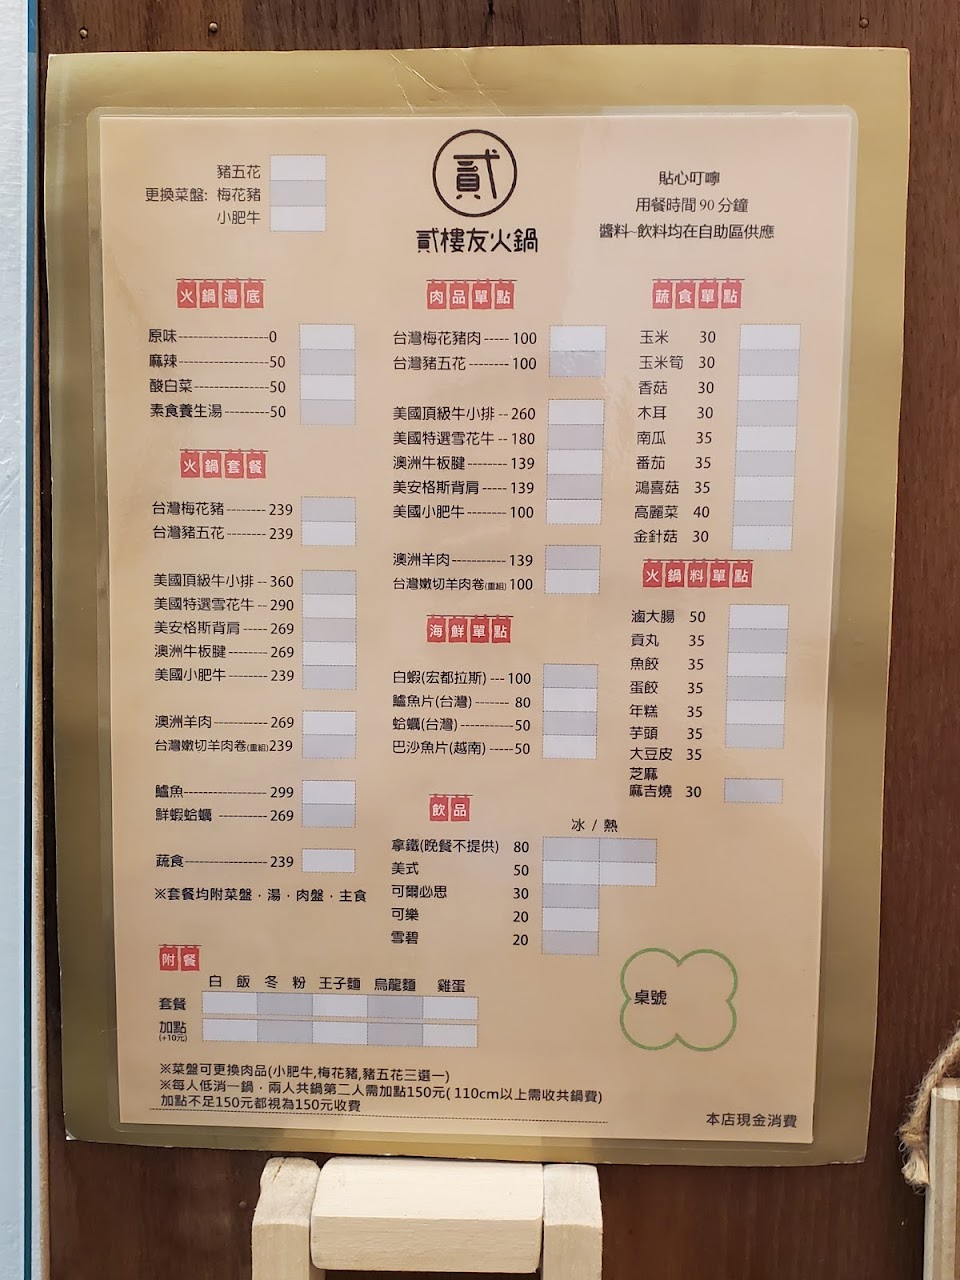 豬五花
更換菜盤: 梅花豬
小肥牛
貳
貳樓友火鍋
貼心叮嚀
用餐時間 90 分鐘
醬料~飲料均在自助區供應
火鍋湯底
原味------------------0
麻辣------------------50
酸白菜---------------50
素食養生湯---------50
火鍋套餐
台灣梅花豬-------- 239
台灣豬五花-------- 239
美國頂級牛小排 -- 360
美國特選雪花牛 -- 290
美安格斯背肩----- 269
澳洲牛板腱-------- 269
美國小肥牛-------- 239
澳洲羊肉----------- 269
台灣嫩切羊肉卷(重組)239
鱸魚----------------- 299
鮮蝦蛤蠣 ---------- 269
蔬食----------------- 239
※套餐均附菜盤．湯．肉盤．主食
附餐
白 飯 冬 粉 王子麵 烏龍麵 雞蛋
套餐
加點
(+10元)
肉品單點
台灣梅花豬肉----- 100
台灣豬五花-------- 100
美國頂級牛小排 -- 260
美國特選雪花牛 -- 180
澳洲牛板腱-------- 139
美安格斯背肩----- 139
美國小肥牛-------- 100
澳洲羊肉----------- 139
台灣嫩切羊肉卷(重組) 100
海鮮單點
白蝦(宏都拉斯) --- 100
鱸魚片(台灣)------- 80
蛤蠣(台灣)-----------50
巴沙魚片(越南) -----50
飲品
冰 / 熱
拿鐵(晚餐不提供) 80
美式 50
可爾必思 30
可樂 20
雪碧 20
蔬食單點
玉米 30
玉米筍 30
香菇 30
木耳 30
南瓜 35
番茄 35
鴻喜菇 35
高麗菜 40
金針菇 30
火鍋料單點
滷大腸 50
貢丸 35
魚餃 35
蛋餃 35
年糕 35
芋頭 35
大豆皮 35
芝麻
麻吉燒 30
桌號
※菜盤可更換肉品(小肥牛,梅花豬,豬五花三選一)
※每人低消一鍋．兩人共鍋第二人需加點150元( 110cm以上需收共鍋費)
加點不足150元都視為150元收費
本店現金消費